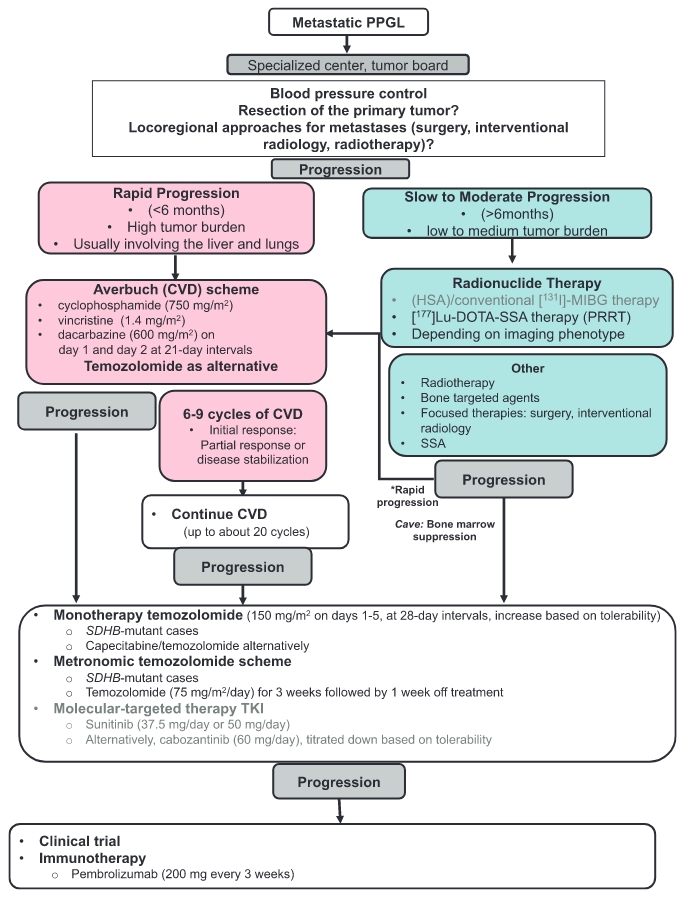 Metastatic PPGL
Specialized center, tumor board
Blood pressure control
Resection of the primary tumor?
Locoregional approaches for metastases (surgery, interventional
radiology, radiotherapy)?
Progression
Rapid Progression
• (<6 months)
• High tumor burden
• Usually involving the liver and lungs
Slow to Moderate Progression
• (>6months)
• low to medium tumor burden
Averbuch (CVD) scheme
• cyclophosphamide (750 mg/m²)
• vincristine (1.4 mg/m²)
• dacarbazine (600 mg/m²) on
day 1 and day 2 at 21-day intervals
Temozolomide as alternative
Radionuclide Therapy
• (HSA)/conventional [¹³¹I]-MIBG therapy
• [¹⁷⁷]Lu-DOTA-SSA therapy (PRRT)
• Depending on imaging phenotype
Other
• Radiotherapy
• Bone targeted agents
• Focused therapies: surgery, interventional
radiology
• SSA
Progression
6-9 cycles of CVD
• Initial response:
Partial response or
disease stabilization
Progression
*Rapid
progression
Cave: Bone marrow
suppression
• Continue CVD
(up to about 20 cycles)
Progression
• Monotherapy temozolomide (150 mg/m² on days 1-5, at 28-day intervals, increase based on tolerability)
○ SDHB-mutant cases
○ Capecitabine/temozolomide alternatively
• Metronomic temozolomide scheme
○ SDHB-mutant cases
○ Temozolomide (75 mg/m²/day) for 3 weeks followed by 1 week off treatment
• Molecular-targeted therapy TKI
○ Sunitinib (37.5 mg/day or 50 mg/day)
○ Alternatively, cabozantinib (60 mg/day), titrated down based on tolerability
Progression
• Clinical trial
• Immunotherapy
○ Pembrolizumab (200 mg every 3 weeks)